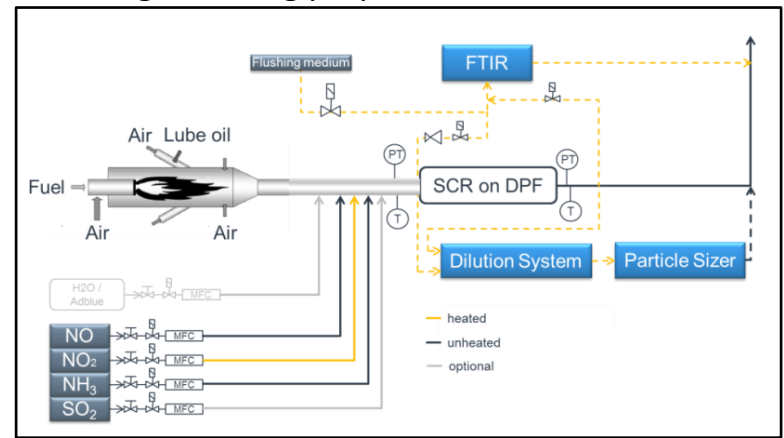 Flushing medium
FTIR
Air Lube oil
PT
PT
Fuel
SCR on DPF
T
T
Air
Air
Dilution System
Particle Sizer
H2O /
Adblue
MFC
heated
NO
MFC
unheated
NO₂
MFC
optional
NH₃
MFC
SO₂
MFC